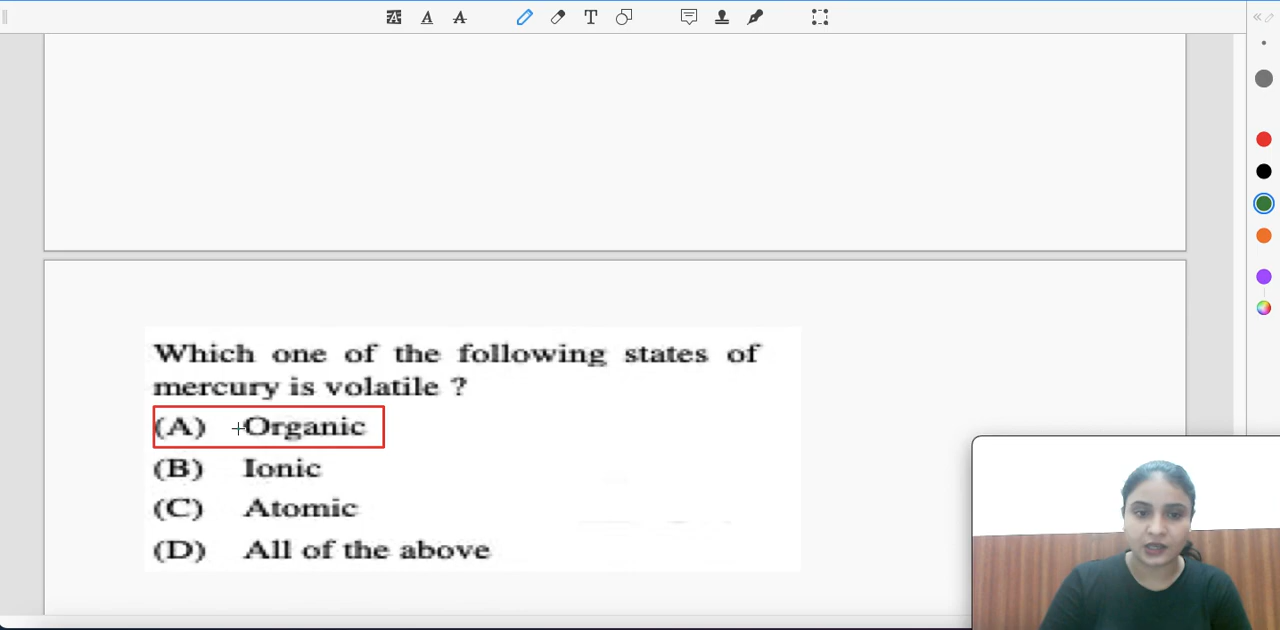 Which one of the following states of
mercury is volatile ?
(A) Organic
(B) Ionic
(C) Atomic
(D) All of the above